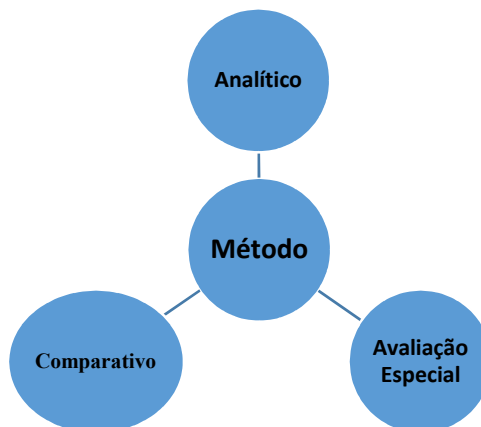 Analítico
Método
Comparativo
Avaliação
Especial